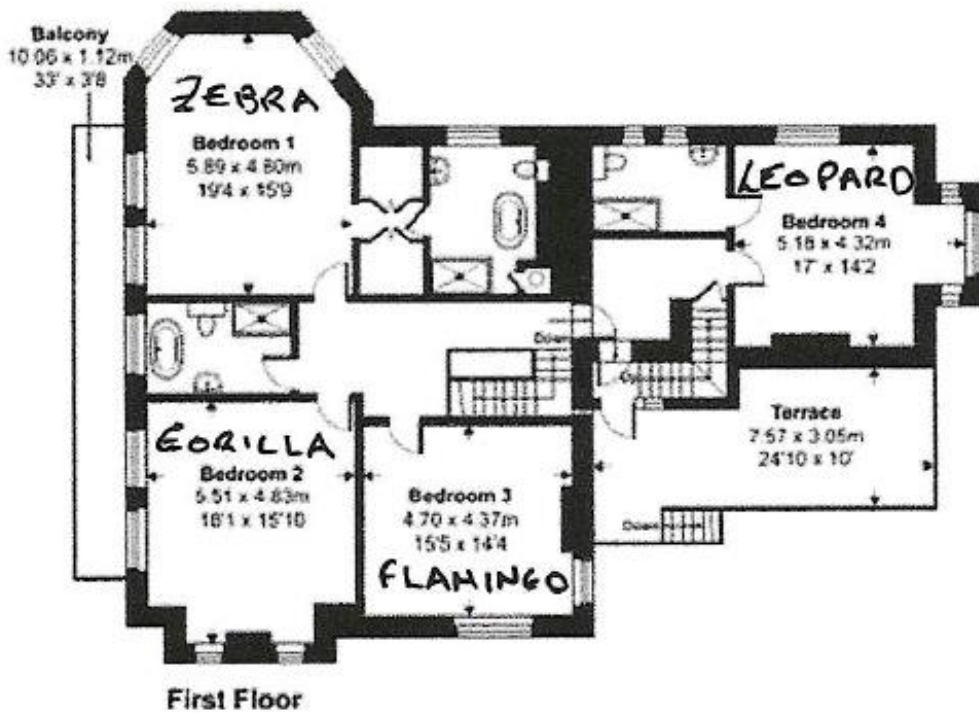 Balcony
10.06 x 1.12m
33' x 3'8
ZEBRA
Bedroom 1
5.89 x 4.80m
19'4 x 15'9
LEOPARD
Bedroom 4
5.18 x 4.32m
17' x 14'2
Down
Up
GORILLA
Bedroom 2
5.51 x 4.83m
18'1 x 15'10
Bedroom 3
4.70 x 4.37m
15'5 x 14'4
FLAMINGO
Terrace
7.57 x 3.05m
24'10 x 10'
Down
First Floor